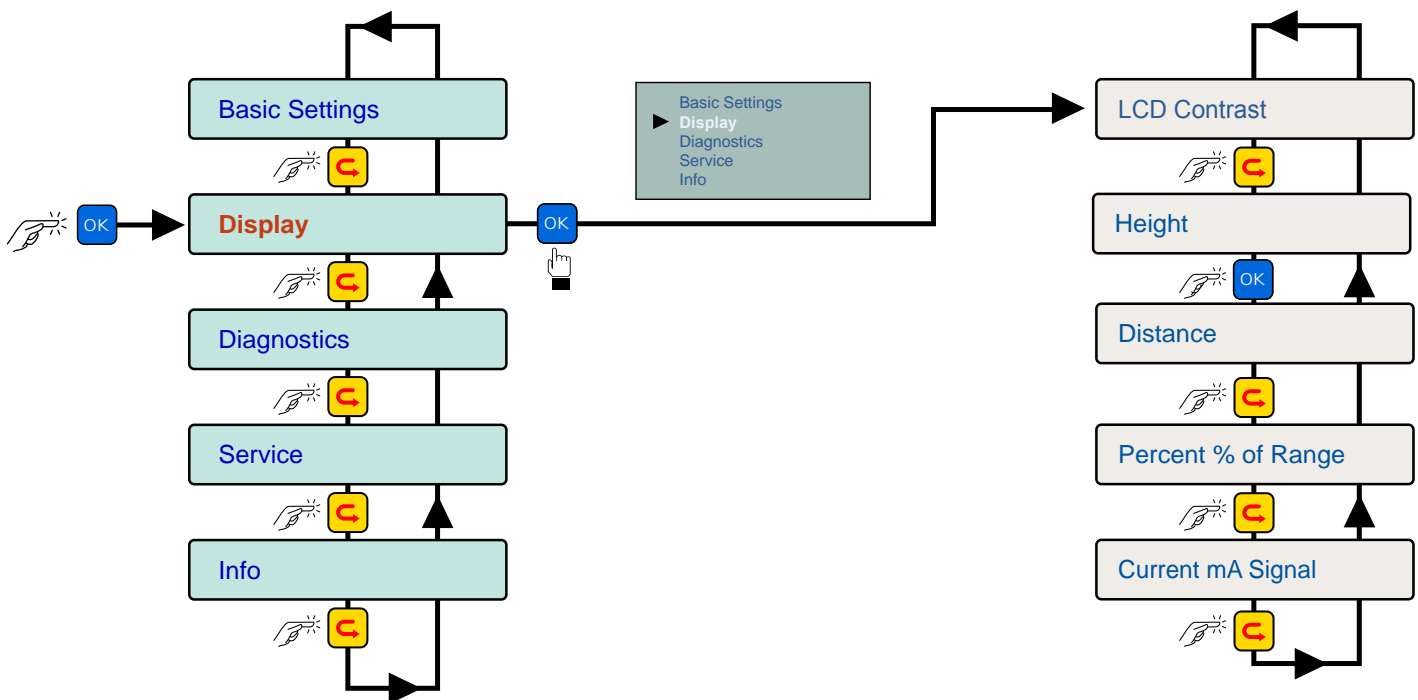 Basic Settings
OK
Display
OK
Diagnostics
Service
Info
Basic Settings
Display
Diagnostics
Service
Info
LCD Contrast
Height
OK
Distance
Percent % of Range
Current mA Signal